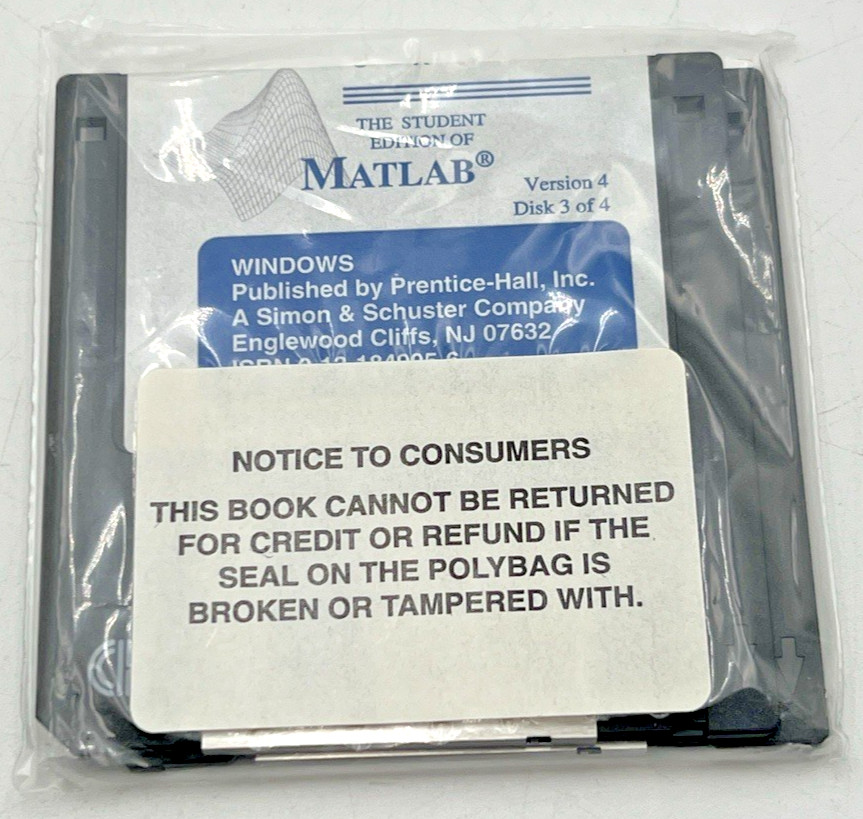 THE STUDENT
EDITION OF
MATLAB®
Version 4
Disk 3 of 4
WINDOWS
Published by Prentice-Hall, Inc.
A Simon & Schuster Company
Englewood Cliffs, NJ 07632
NOTICE TO CONSUMERS
THIS BOOK CANNOT BE RETURNED
FOR CREDIT OR REFUND IF THE
SEAL ON THE POLYBAG IS
BROKEN OR TAMPERED WITH.